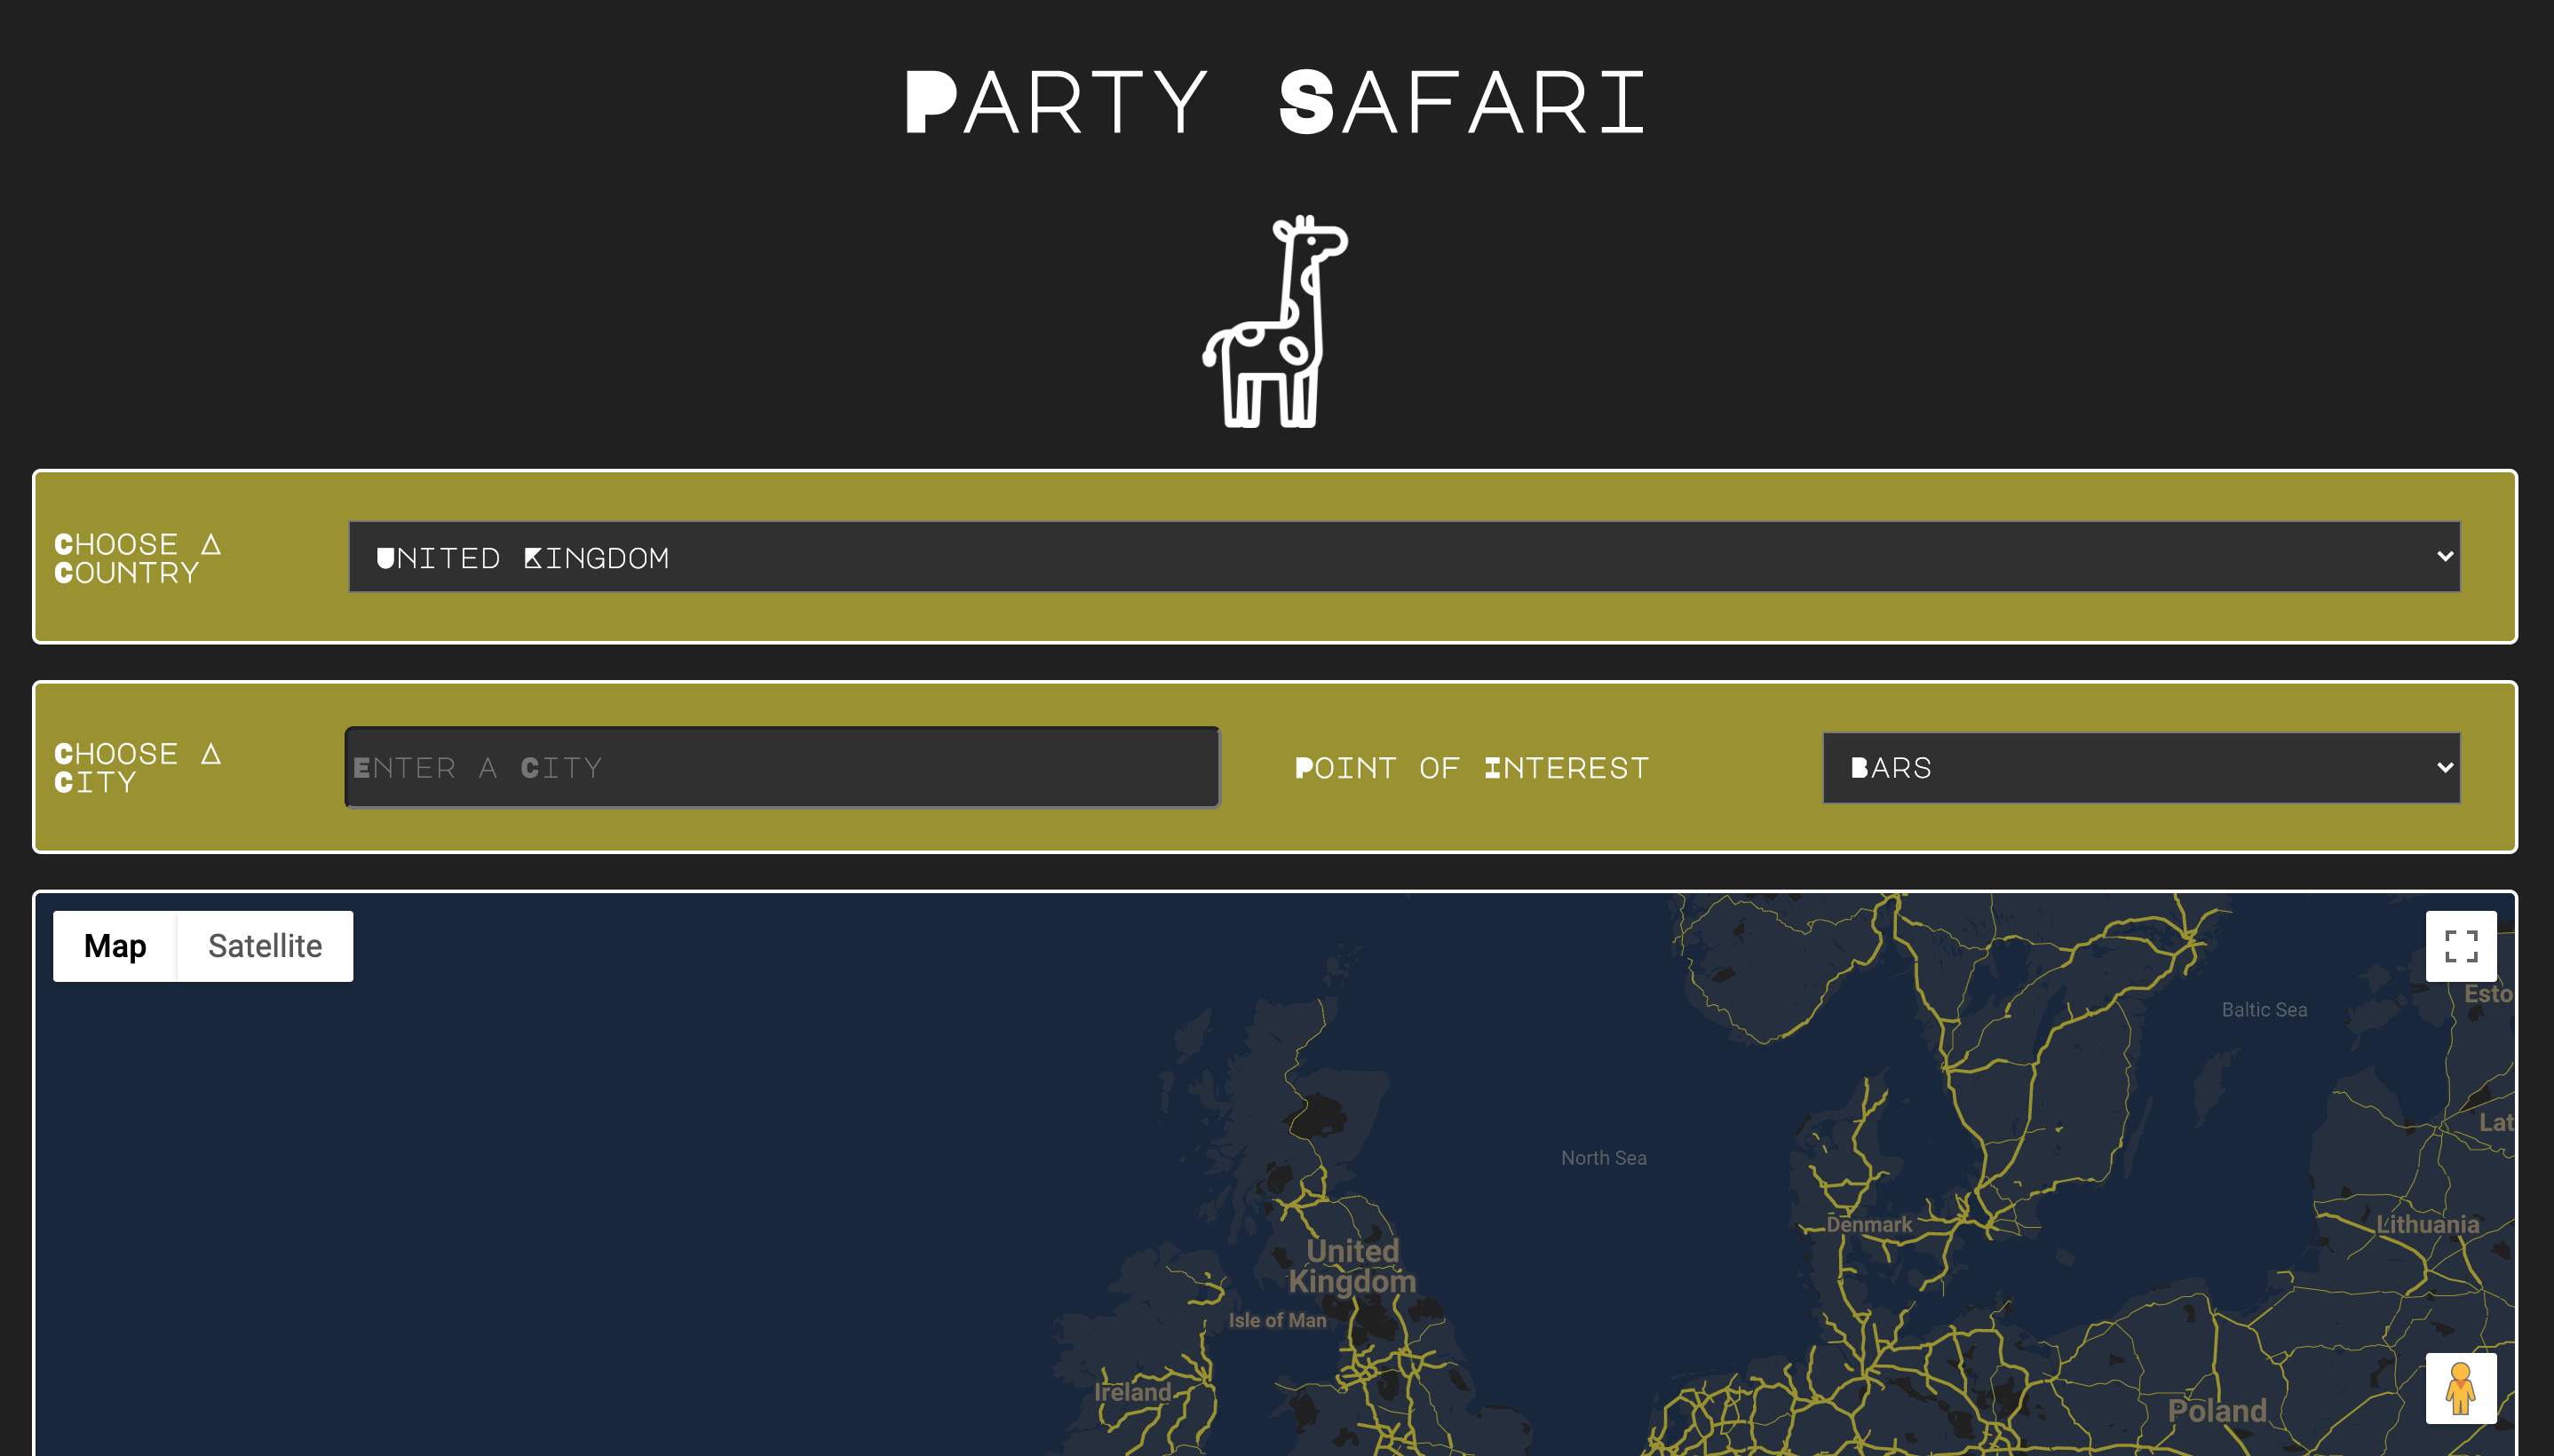 Party Safari
Choose a
Country
United Kingdom
Choose a
City
Enter a City
Point of Interest
Bars
Map
Satellite
Esto
Baltic Sea
Lat
North Sea
Denmark
Lithuania
United
Kingdom
Isle of Man
Ireland
Poland